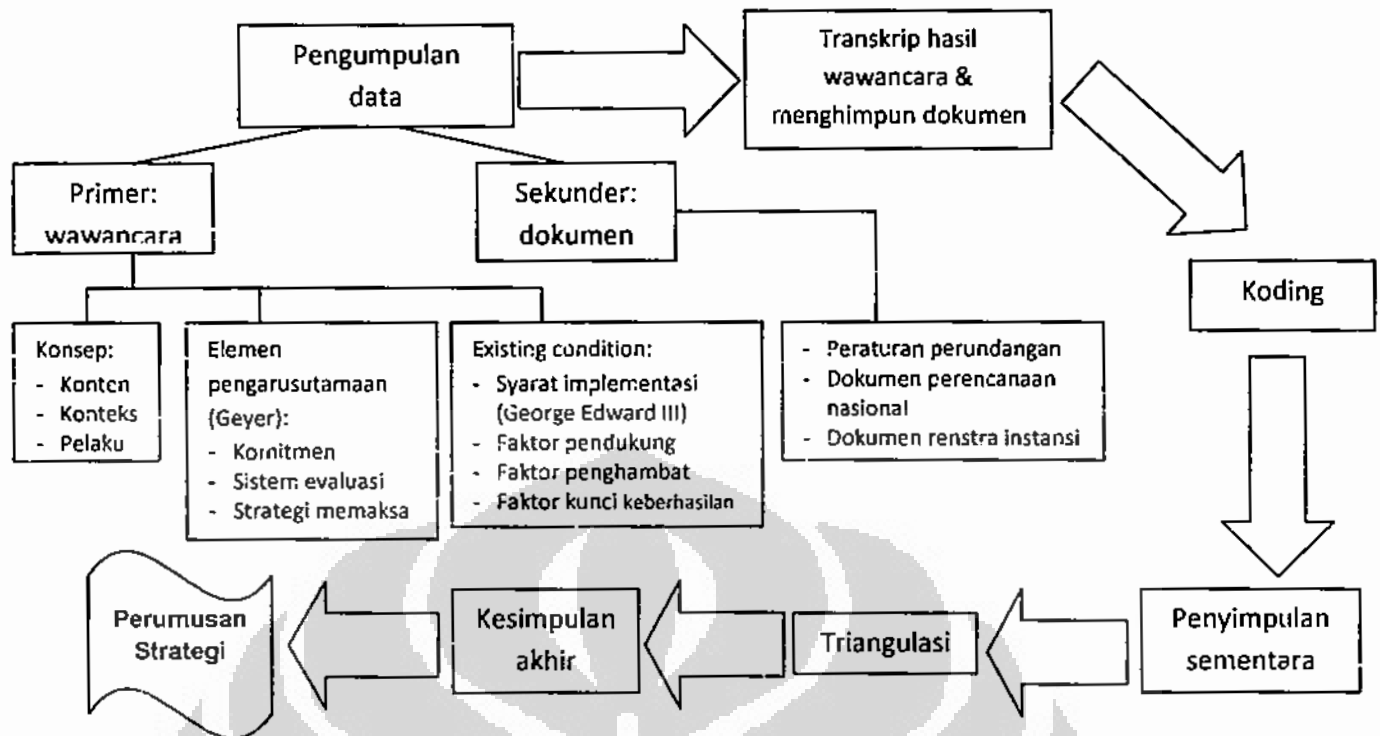 Pengumpulan
data
Transkrip hasil
wawancara &
menghimpun dokumen
Primer:
wawancara
Sekunder:
dokumen
Koding
Konsep:
- Konten
- Konteks
- Pelaku
Elemen
pengarusutamaan
(Geyer):
- Komitmen
- Sistem evaluasi
- Strategi memaksa
Existing condition:
- Syarat implementasi
(George Edward III)
- Faktor pendukung
- Faktor penghambat
- Faktor kunci keberhasilan
- Peraturan perundangan
- Dokumen perencanaan
nasional
- Dokumen renstra instansi
Perumusan
Strategi
Kesimpulan
akhir
Triangulasi
Penyimpulan
sementara